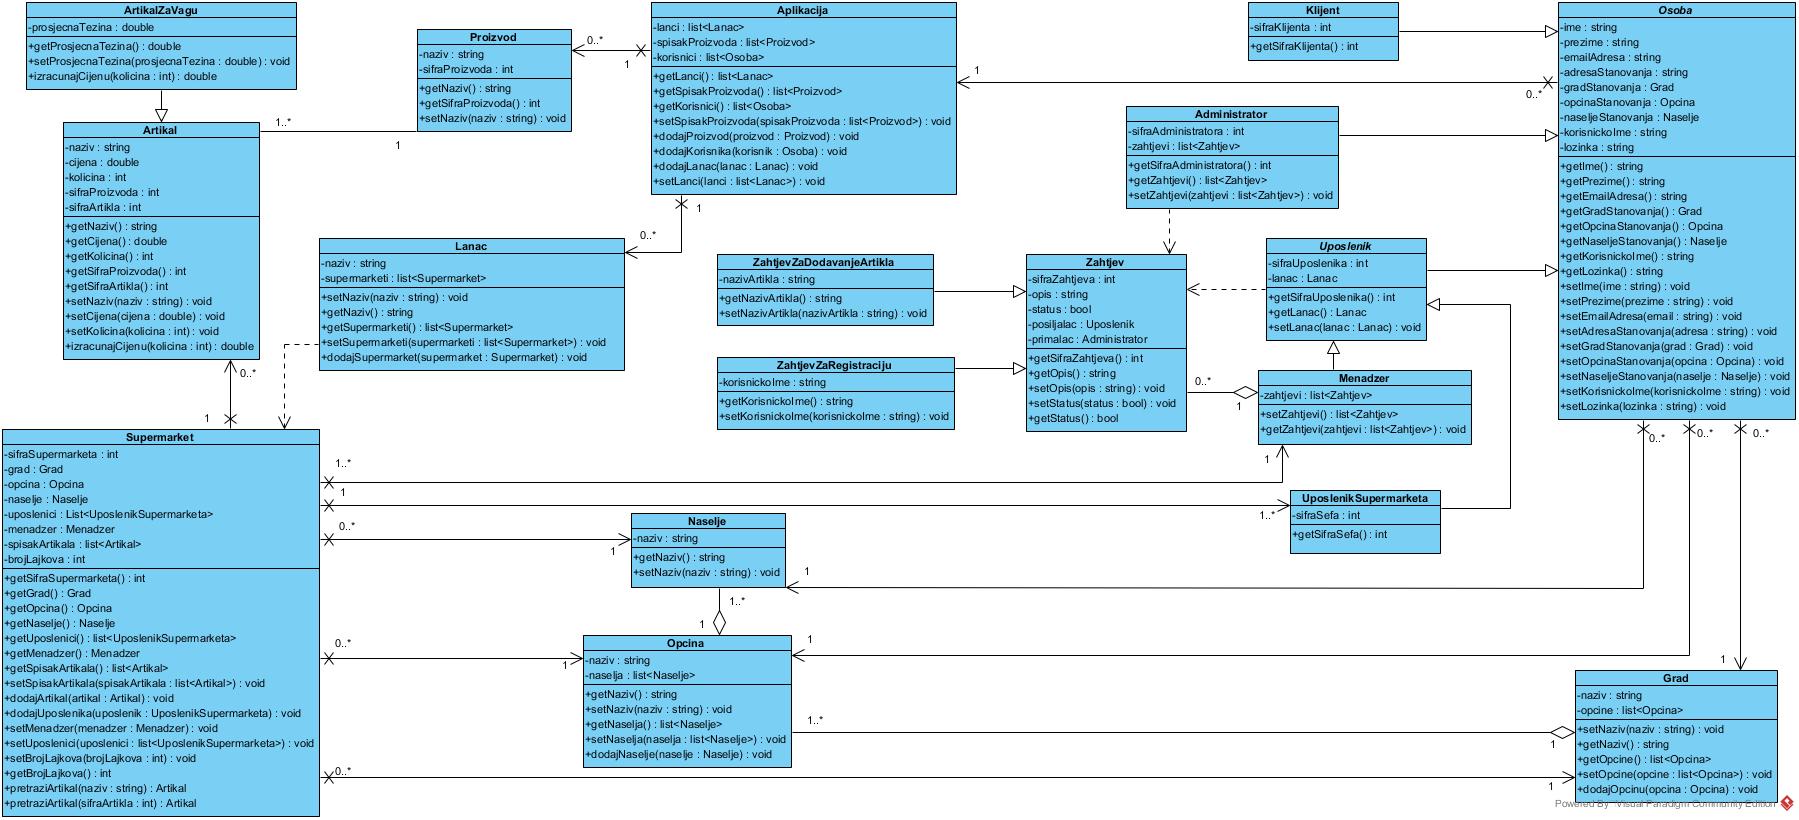 ArtikalZaVagu
-prosjecnaTezina : double
+getProsjecnaTezina() : double
+setProsjecnaTezina(prosjecnaTezina : double) : void
+izracunajCijenu(kolicina : int) : double
Proizvod
-naziv : string
-sifraProizvoda : int
+getNaziv() : string
+getSifraProizvoda() : int
+setNaziv(naziv : string) : void
0..*
1
Aplikacija
-lanci : list<Lanac>
-spisakProizvoda : list<Proizvod>
-korisnici : list<Osoba>
+getLanci() : list<Lanac>
+getSpisakProizvoda() : list<Proizvod>
+getKorisnici() : list<Osoba>
+setSpisakProizvoda(spisakProizvoda : list<Proizvod>) : void
+dodajProizvod(proizvod : Proizvod) : void
+dodajKorisnika(korisnik : Osoba) : void
+dodajLanac(lanac : Lanac) : void
+setLanci(lanci : list<Lanac>) : void
1
0..*
Klijent
-sifraKlijenta : int
+getSifraKlijenta() : int
Osoba
-ime : string
-prezime : string
-emailAdresa : string
-adresaStanovanja : string
-gradStanovanja : Grad
-opcinaStanovanja : Opcina
-naseljeStanovanja : Naselje
-korisnickoIme : string
-lozinka : string
+getIme() : string
+getPrezime() : string
+getEmailAdresa() : string
+getGradStanovanja() : Grad
+getOpcinaStanovanja() : Opcina
+getNaseljeStanovanja() : Naselje
+getKorisnickoIme() : string
+getLozinka() : string
+setIme(ime : string) : void
+setPrezime(prezime : string) : void
+setEmailAdresa(email : string) : void
+setAdresaStanovanja(adresa : string) : void
+setGradStanovanja(grad : Grad) : void
+setOpcinaStanovanja(opcina : Opcina) : void
+setNaseljeStanovanja(naselje : Naselje) : void
+setKorisnickoIme(korisnickoIme : string) : void
+setLozinka(lozinka : string) : void
Administrator
-sifraAdministratora : int
-zahtjevi : list<Zahtjev>
+getSifraAdministratora() : int
+getZahtjevi() : list<Zahtjev>
+setZahtjevi(zahtjevi : list<Zahtjev>) : void
Artikal
-naziv : string
-cijena : double
-kolicina : int
-sifraProizvoda : int
-sifraArtikla : int
+getNaziv() : string
+getCijena() : double
+getKolicina() : int
+getSifraProizvoda() : int
+getSifraArtikla() : int
+setNaziv(naziv : string) : void
+setCijena(cijena : double) : void
+setKolicina(kolicina : int) : void
+izracunajCijenu(kolicina : int) : double
1..*
1
1
0..*
Lanac
-naziv : string
-supermarketi : list<Supermarket>
+setNaziv(naziv : string) : void
+getNaziv() : string
+getSupermarketi() : list<Supermarket>
+setSupermarketi(supermarketi : list<Supermarket>) : void
+dodajSupermarket(supermarket : Supermarket) : void
ZahtjevZaDodavanjeArtikla
-nazivArtikla : string
+getNazivArtikla() : string
+setNazivArtikla(nazivArtikla : string) : void
ZahtjevZaRegistraciju
-korisnickoIme : string
+getKorisnickoIme() : string
+setKorisnickoIme(korisnickoIme : string) : void
Zahtjev
-sifraZahtjeva : int
-opis : string
-status : bool
-posiljalac : Uposlenik
-primalac : Administrator
+getSifraZahtjeva() : int
+getOpis() : string
+setOpis(opis : string) : void
+setStatus(status : bool) : void
+getStatus() : bool
Uposlenik
-sifraUposlenika : int
-lanac : Lanac
+getSifraUposlenika() : int
+getLanac() : Lanac
+setLanac(lanac : Lanac) : void
0..*
1
Menadzer
-zahtjevi : list<Zahtjev>
+setZahtjevi() : list<Zahtjev>
+getZahtjevi(zahtjevi : list<Zahtjev>) : void
0..*
1
Supermarket
-sifraSupermarketa : int
-grad : Grad
-opcina : Opcina
-naselje : Naselje
-uposlenici : List<UposlenikSupermarketa>
-menadzer : Menadzer
-spisakArtikala : list<Artikal>
-brojLajkova : int
+getSifraSupermarketa() : int
+getGrad() : Grad
+getOpcina() : Opcina
+getNaselje() : Naselje
+getUposlenici() : list<UposlenikSupermarketa>
+getMenadzer() : Menadzer
+getSpisakArtikala() : list<Artikal>
+setSpisakArtikala(spisakArtikala : list<Artikal>) : void
+dodajArtikal(artikal : Artikal) : void
+dodajUposlenika(uposlenik : UposlenikSupermarketa) : void
+setMenadzer(menadzer : Menadzer) : void
+setUposlenici(uposlenici : list<UposlenikSupermarketa>) : void
+setBrojLajkova(brojLajkova : int) : void
+getBrojLajkova() : int
+pretraziArtikal(naziv : string) : Artikal
+pretraziArtikal(sifraArtikla : int) : Artikal
1..*
1
1
1..*
0..*
1
UposlenikSupermarketa
-sifraSefa : int
+getSifraSefa() : int
Naselje
-naziv : string
+getNaziv() : string
+setNaziv(naziv : string) : void
1
0..*
0..*
0..*
1..*
1
0..*
1
1
1
Opcina
-naziv : string
-naselja : list<Naselje>
+getNaziv() : string
+setNaziv(naziv : string) : void
+getNaselja() : list<Naselje>
+setNaselja(naselja : list<Naselje>) : void
+dodajNaselje(naselje : Naselje) : void
1..*
1
0..*
1
Grad
-naziv : string
-opcine : list<Opcina>
+setNaziv(naziv : string) : void
+getNaziv() : string
+getOpcine() : list<Opcina>
+setOpcine(opcine : list<Opcina>) : void
+dodajOpcinu(opcina : Opcina) : void
Powered By Visual Paradigm Community Edition